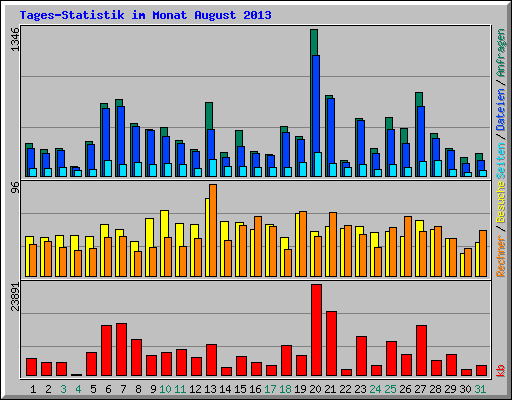 Tages-Statistik im Monat August 2013
1346
96
23891
Rechner / Besuche
Seiten / Dateien / Anfragen
kb
1 2 3 4 5 6 7 8 9 10 11 12 13 14 15 16 17 18 19 20 21 22 23 24 25 26 27 28 29 30 31